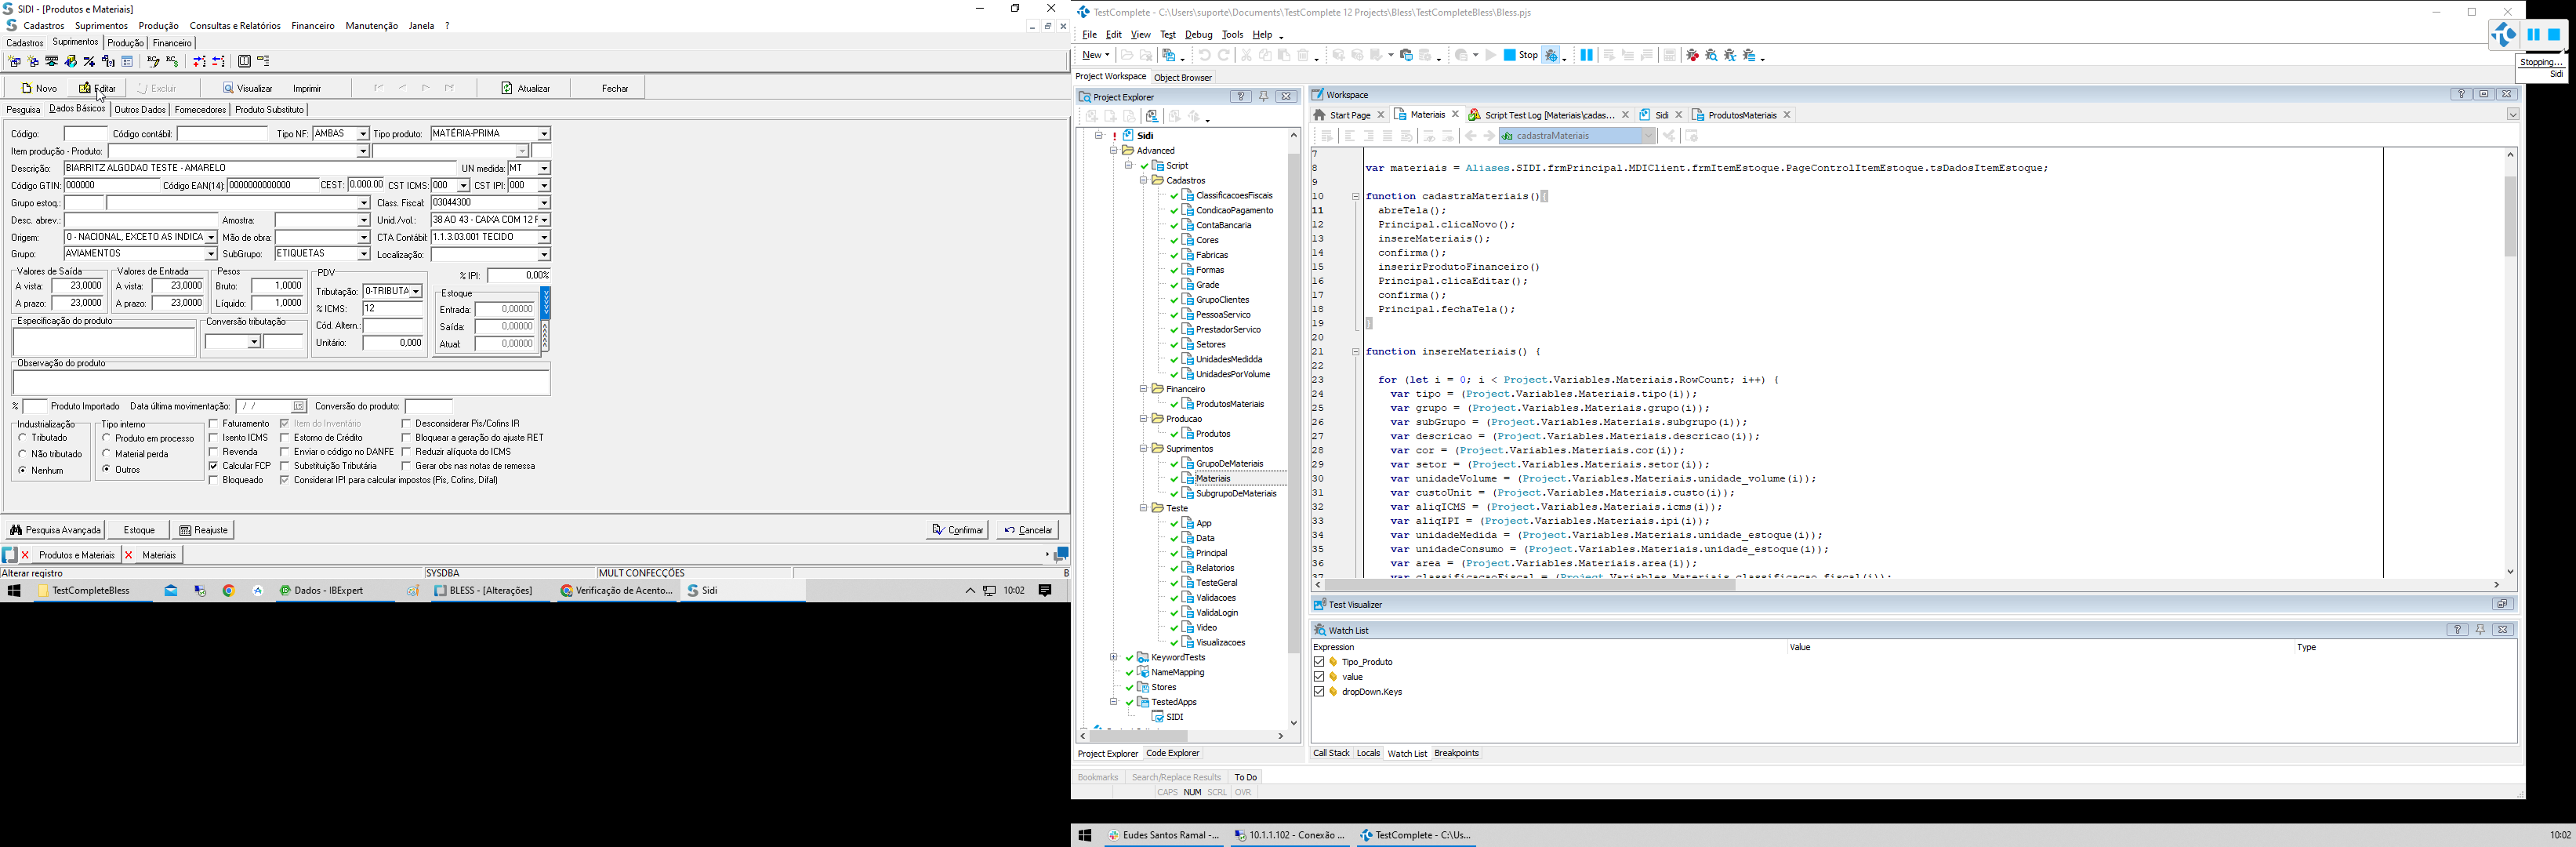 SIDI - [Produtos e Materiais]
Cadastros Suprimentos Produção Consultas e Relatórios Financeiro Manutenção Janela ?
Cadastros Suprimentos Produção Financeiro
Novo Editar Excluir Visualizar Imprimir Atualizar Fechar
Pesquisa Dados Básicos Outros Dados Fornecedores Produto Substituto
Código: Código contábil: Tipo NF: AMBAS Tipo produto: MATÉRIA-PRIMA
Item produção - Produto:
Descrição: BIARRITZ ALGODAO TESTE - AMARELO UN medida: MT
Código GTIN: 000000 Código EAN(14): 0000000000000 CEST: 0.000.00 CST ICMS: 000 CST IPI: 000
Grupo estoq.: Class. Fiscal: 03044300
Desc. abrev.: Amostra: Unid./vol.: 38 AO 43 - CAIXA COM 12 F
Origem: 0 - NACIONAL, EXCETO AS INDICA Mão de obra: CTA Contábil: 1.1.3.03.001 TECIDO
Grupo: AVIAMENTOS SubGrupo: ETIQUETAS Localização:
Valores de Saída Valores de Entrada Pesos PDV % IPI: 0,00%
A vista: 23,0000 A vista: 23,0000 Bruto: 1,0000 Tributação: 0-TRIBUTA Estoque
A prazo: 23,0000 A prazo: 23,0000 Líquido: 1,0000 % ICMS: 12 Entrada: 0,00000
Especificação do produto Conversão tributação Cód. Altern.: Saída: 0,00000
Unitário: 0,000 Atual: 0,00000
Observação do produto
% Produto Importado Data última movimentação: / / Conversão do produto:
Industrialização Tipo interno Faturamento Item do Inventário Desconsiderar Pis/Cofins IR
Tributado Produto em processo Isento ICMS Estorno de Crédito Bloquear a geração do ajuste RET
Não tributado Material perda Revenda Enviar o código no DANFE Reduzir alíquota do ICMS
Nenhum Outros Calcular FCP Substituição Tributária Gerar obs nas notas de remessa
Bloqueado Considerar IPI para calcular impostos (Pis, Cofins, Difal)
Pesquisa Avançada Estoque Reajuste Confirmar Cancelar
Produtos e Materiais Materiais
Alterar registro SYSDBA MULT CONFECÇÕES B
TestCompleteBless Dados - IBExpert BLESS - [Alterações] Verificação de Acento... Sidi 10:02
TestComplete - C:\Users\suporte\Documents\TestComplete 12 Projects\Bless\TestCompleteBless\Bless.pjs
File Edit View Test Debug Tools Help
New Stop
Stopping...
Sidi
Project Workspace Object Browser
Project Explorer
Sidi
Advanced
Script
Cadastros
ClassificacoesFiscais
CondicaoPagamento
ContaBancaria
Cores
Fabricas
Formas
Grade
GrupoClientes
PessoaServico
PrestadorServico
Setores
UnidadesMedidda
UnidadesPorVolume
Financeiro
ProdutosMateriais
Producao
Produtos
Suprimentos
GrupoDeMateriais
Materiais
SubgrupoDeMateriais
Teste
App
Data
Principal
Relatorios
TesteGeral
Validacoes
ValidaLogin
Video
Visualizacoes
KeywordTests
NameMapping
Stores
TestedApps
SIDI
Project Explorer Code Explorer
Workspace
Start Page Materiais Script Test Log [Materiais\cadas... Sidi ProdutosMateriais
cadastraMateriais
7
8 var materiais = Aliases.SIDI.frmPrincipal.MDIClient.frmItemEstoque.PageControlItemEstoque.tsDadosItemEstoque;
9
10 function cadastraMateriais(){
11 abreTela();
12 Principal.clicaNovo();
13 insereMateriais();
14 confirma();
15 inserirProdutoFinanceiro()
16 Principal.clicaEditar();
17 confirma();
18 Principal.fechaTela();
19 }
20
21 function insereMateriais() {
22
23 for (let i = 0; i < Project.Variables.Materiais.RowCount; i++) {
24 var tipo = (Project.Variables.Materiais.tipo(i));
25 var grupo = (Project.Variables.Materiais.grupo(i));
26 var subGrupo = (Project.Variables.Materiais.subgrupo(i));
27 var descricao = (Project.Variables.Materiais.descricao(i));
28 var cor = (Project.Variables.Materiais.cor(i));
29 var setor = (Project.Variables.Materiais.setor(i));
30 var unidadeVolume = (Project.Variables.Materiais.unidade_volume(i));
31 var custoUnit = (Project.Variables.Materiais.custo(i));
32 var aliqICMS = (Project.Variables.Materiais.icms(i));
33 var aliqIPI = (Project.Variables.Materiais.ipi(i));
34 var unidadeMedida = (Project.Variables.Materiais.unidade_estoque(i));
35 var unidadeConsumo = (Project.Variables.Materiais.unidade_estoque(i));
36 var area = (Project.Variables.Materiais.area(i));
37 var classificacaoFiscal = (Project.Variables.Materiais.classificacao_fiscal(i));
Test Visualizer
Watch List
Expression Value Type
Tipo_Produto
value
dropDown.Keys
Call Stack Locals Watch List Breakpoints
Bookmarks Search/Replace Results To Do
CAPS NUM SCRL OVR
Eudes Santos Ramal -... 10.1.1.102 - Conexão ... TestComplete - C:\Us... 10:02